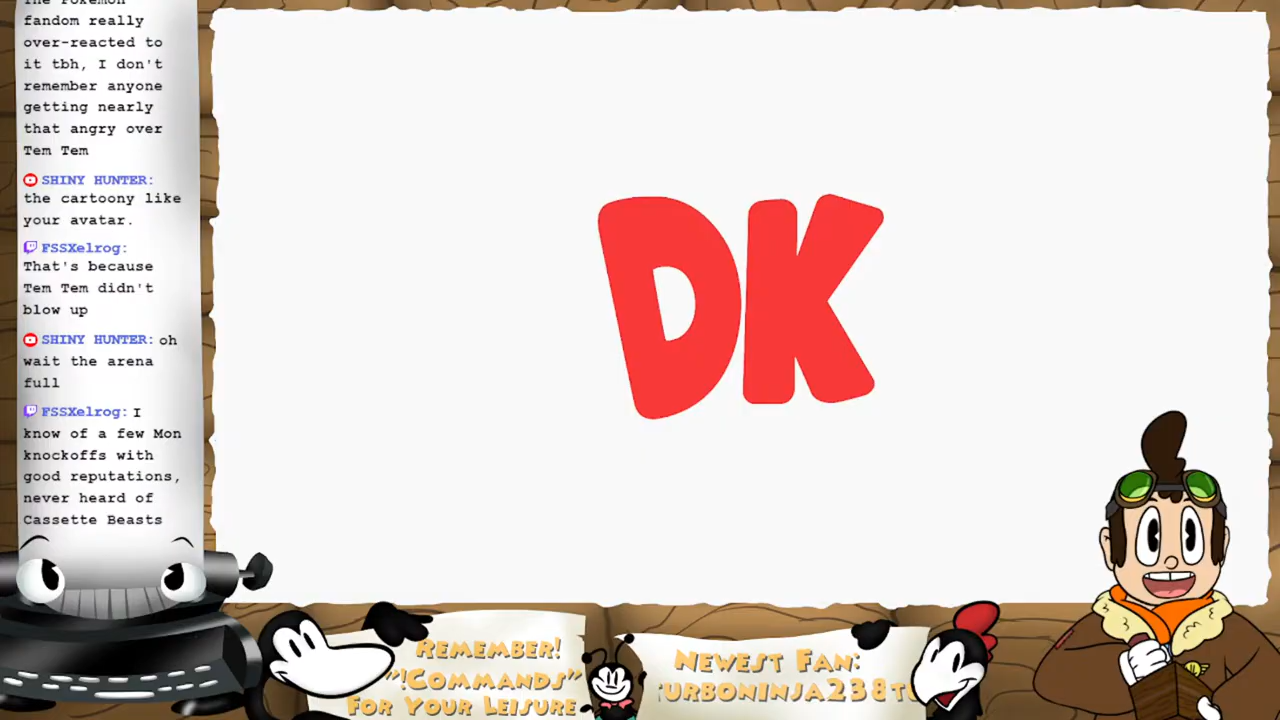 fandom really
over-reacted to
it tbh, I don't
remember anyone
getting nearly
that angry over
Tem Tem
SHINY HUNTER:
the cartoony like
your avatar.
FSSXelrog:
That's because
Tem Tem didn't
blow up
SHINY HUNTER: oh
wait the arena
full
FSSXelrog: I
know of a few Mon
knockoffs with
good reputations,
never heard of
Cassette Beasts
DK
Remember!
"!Commands"
For Your Leisure
Newest Fan: